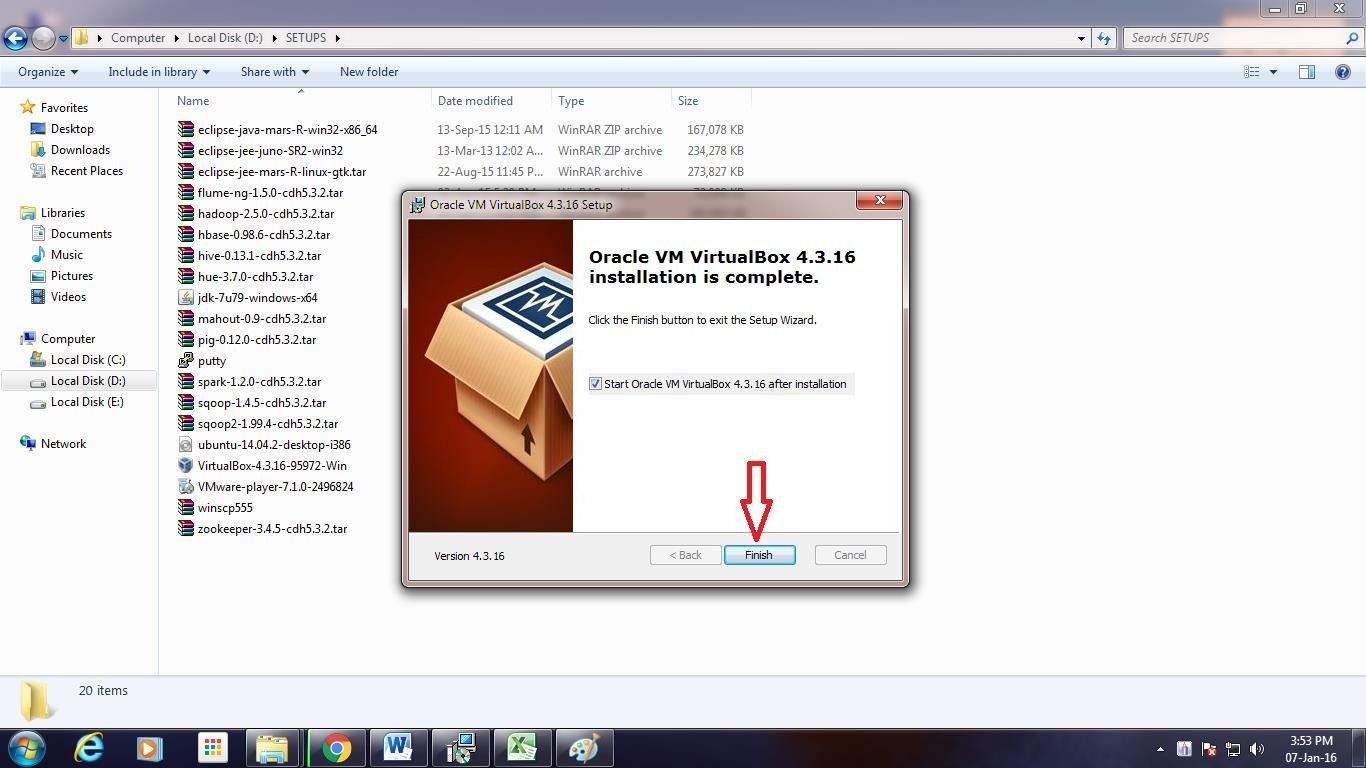 Computer Local Disk (D:) SETUPS
Search SETUPS
Organize Include in library Share with New folder
Name Date modified Type Size
Favorites
Desktop
Downloads
Recent Places
Libraries
Documents
Music
Pictures
Videos
Computer
Local Disk (C:)
Local Disk (D:)
Local Disk (E:)
Network
eclipse-java-mars-R-win32-x86_64 13-Sep-15 12:11 AM WinRAR ZIP archive 167,078 KB
eclipse-jee-juno-SR2-win32 13-Mar-13 12:02 A... WinRAR ZIP archive 234,278 KB
eclipse-jee-mars-R-linux-gtk.tar 22-Aug-15 11:45 P... WinRAR archive 273,827 KB
flume-ng-1.5.0-cdh5.3.2.tar
hadoop-2.5.0-cdh5.3.2.tar
hbase-0.98.6-cdh5.3.2.tar
hive-0.13.1-cdh5.3.2.tar
hue-3.7.0-cdh5.3.2.tar
jdk-7u79-windows-x64
mahout-0.9-cdh5.3.2.tar
pig-0.12.0-cdh5.3.2.tar
putty
spark-1.2.0-cdh5.3.2.tar
sqoop-1.4.5-cdh5.3.2.tar
sqoop2-1.99.4-cdh5.3.2.tar
ubuntu-14.04.2-desktop-i386
VirtualBox-4.3.16-95972-Win
VMware-player-7.1.0-2496824
winscp555
zookeeper-3.4.5-cdh5.3.2.tar
Oracle VM VirtualBox 4.3.16 Setup
Oracle VM VirtualBox 4.3.16
installation is complete.
Click the Finish button to exit the Setup Wizard.
Start Oracle VM VirtualBox 4.3.16 after installation
Version 4.3.16
< Back Finish Cancel
20 items
3:53 PM
07-Jan-16